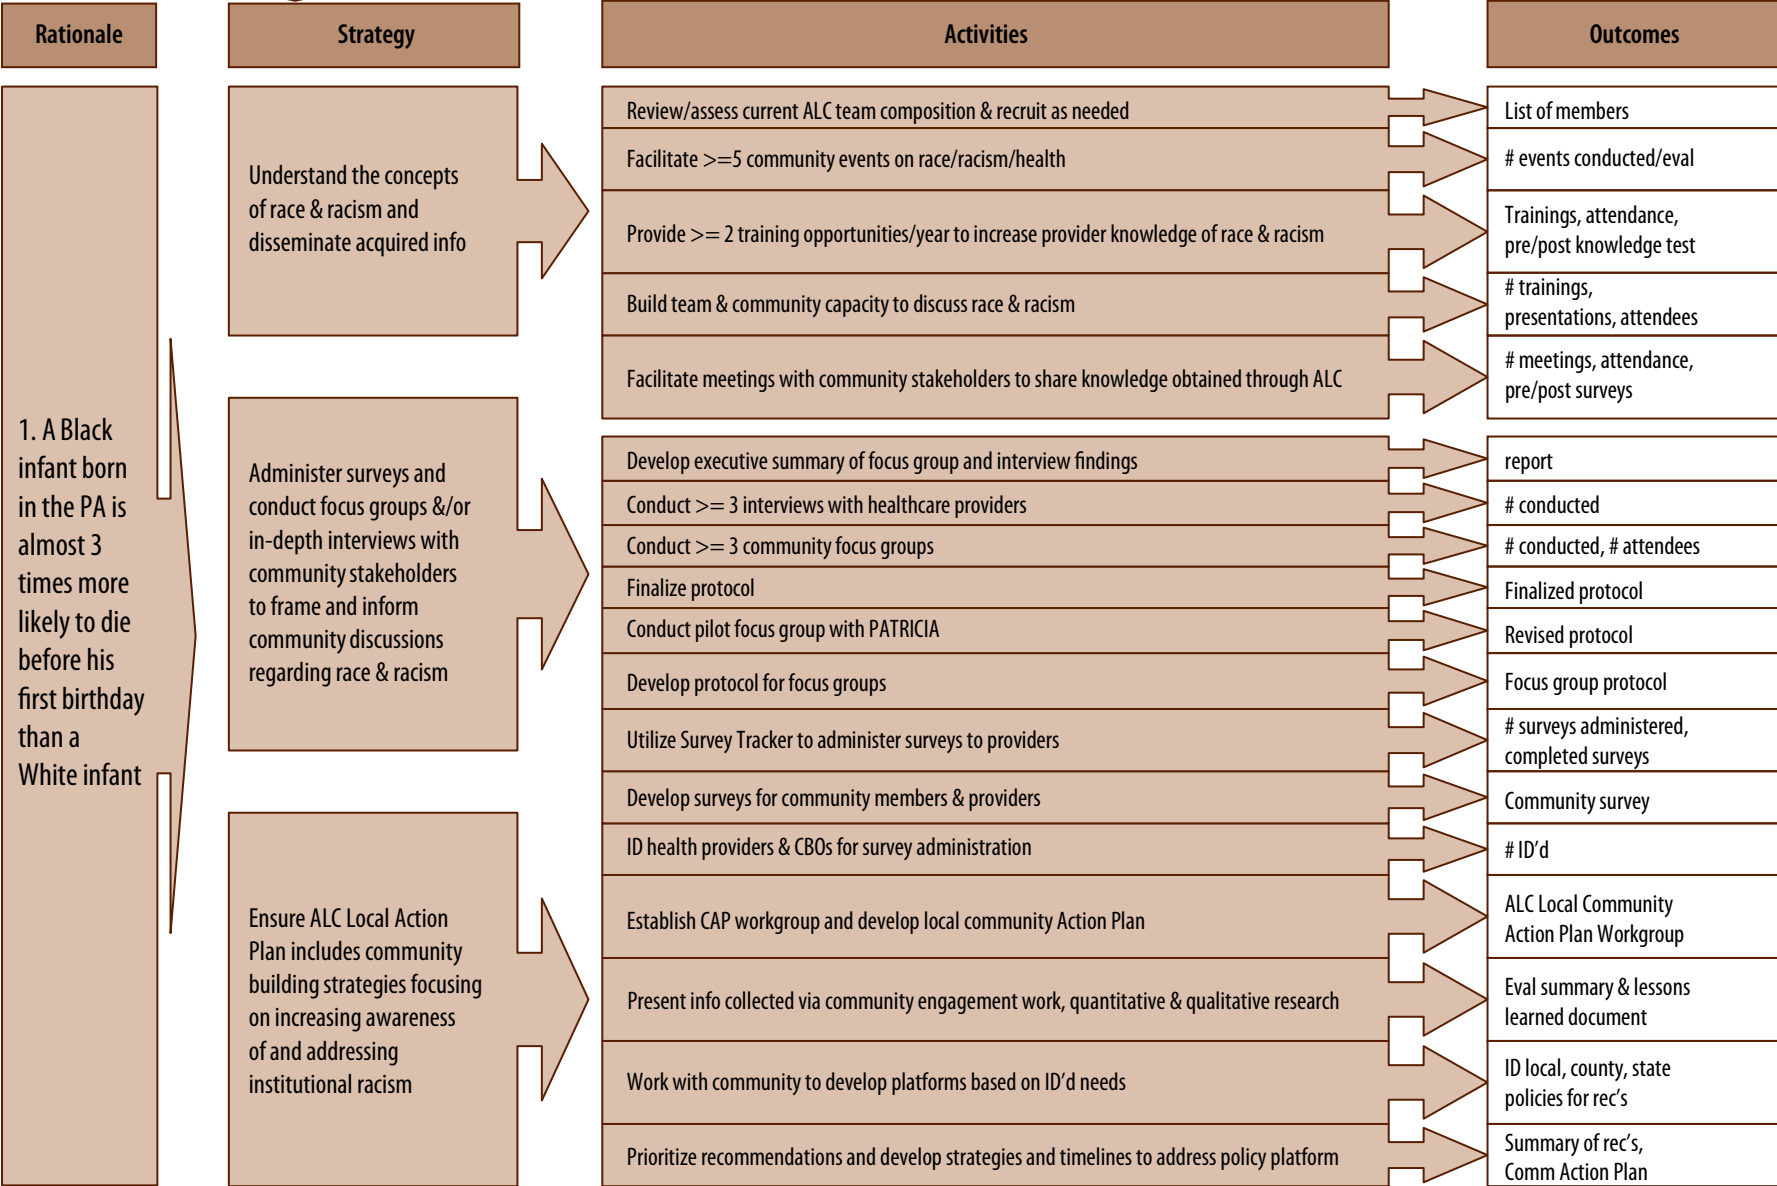 Rationale
Strategy
Activities
Outcomes
1. A Black
infant born
in the PA is
almost 3
times more
likely to die
before his
first birthday
than a
White infant
Understand the concepts
of race & racism and
disseminate acquired info
Review/assess current ALC team composition & recruit as needed
List of members
Facilitate >=5 community events on race/racism/health
# events conducted/eval
Provide >= 2 training opportunities/year to increase provider knowledge of race & racism
Trainings, attendance,
pre/post knowledge test
Build team & community capacity to discuss race & racism
# trainings,
presentations, attendees
Facilitate meetings with community stakeholders to share knowledge obtained through ALC
# meetings, attendance,
pre/post surveys
Administer surveys and
conduct focus groups &/or
in-depth interviews with
community stakeholders
to frame and inform
community discussions
regarding race & racism
Develop executive summary of focus group and interview findings
report
Conduct >= 3 interviews with healthcare providers
# conducted
Conduct >= 3 community focus groups
# conducted, # attendees
Finalize protocol
Finalized protocol
Conduct pilot focus group with PATRICIA
Revised protocol
Develop protocol for focus groups
Focus group protocol
Utilize Survey Tracker to administer surveys to providers
# surveys administered,
completed surveys
Develop surveys for community members & providers
Community survey
ID health providers & CBOs for survey administration
# ID’d
Ensure ALC Local Action
Plan includes community
building strategies focusing
on increasing awareness
of and addressing
institutional racism
Establish CAP workgroup and develop local community Action Plan
ALC Local Community
Action Plan Workgroup
Present info collected via community engagement work, quantitative & qualitative research
Eval summary & lessons
learned document
Work with community to develop platforms based on ID’d needs
ID local, county, state
policies for rec’s
Prioritize recommendations and develop strategies and timelines to address policy platform
Summary of rec’s,
Comm Action Plan